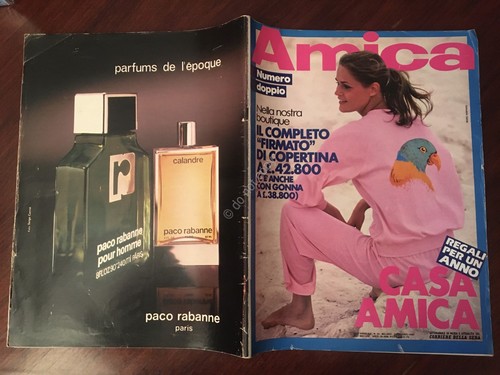 parfums de l'époque
calandre
paco rabanne
paco rabanne
pour homme
paco rabanne
paris
Amica
Numero
doppio
Nella nostra
boutique
IL COMPLETO
"FIRMATO"
DI COPERTINA
A £.42.800
(C'È ANCHE
CON GONNA
A £.38.800)
REGALI
PER UN
ANNO
CASA
AMICA
CORRIERE DELLA SERA